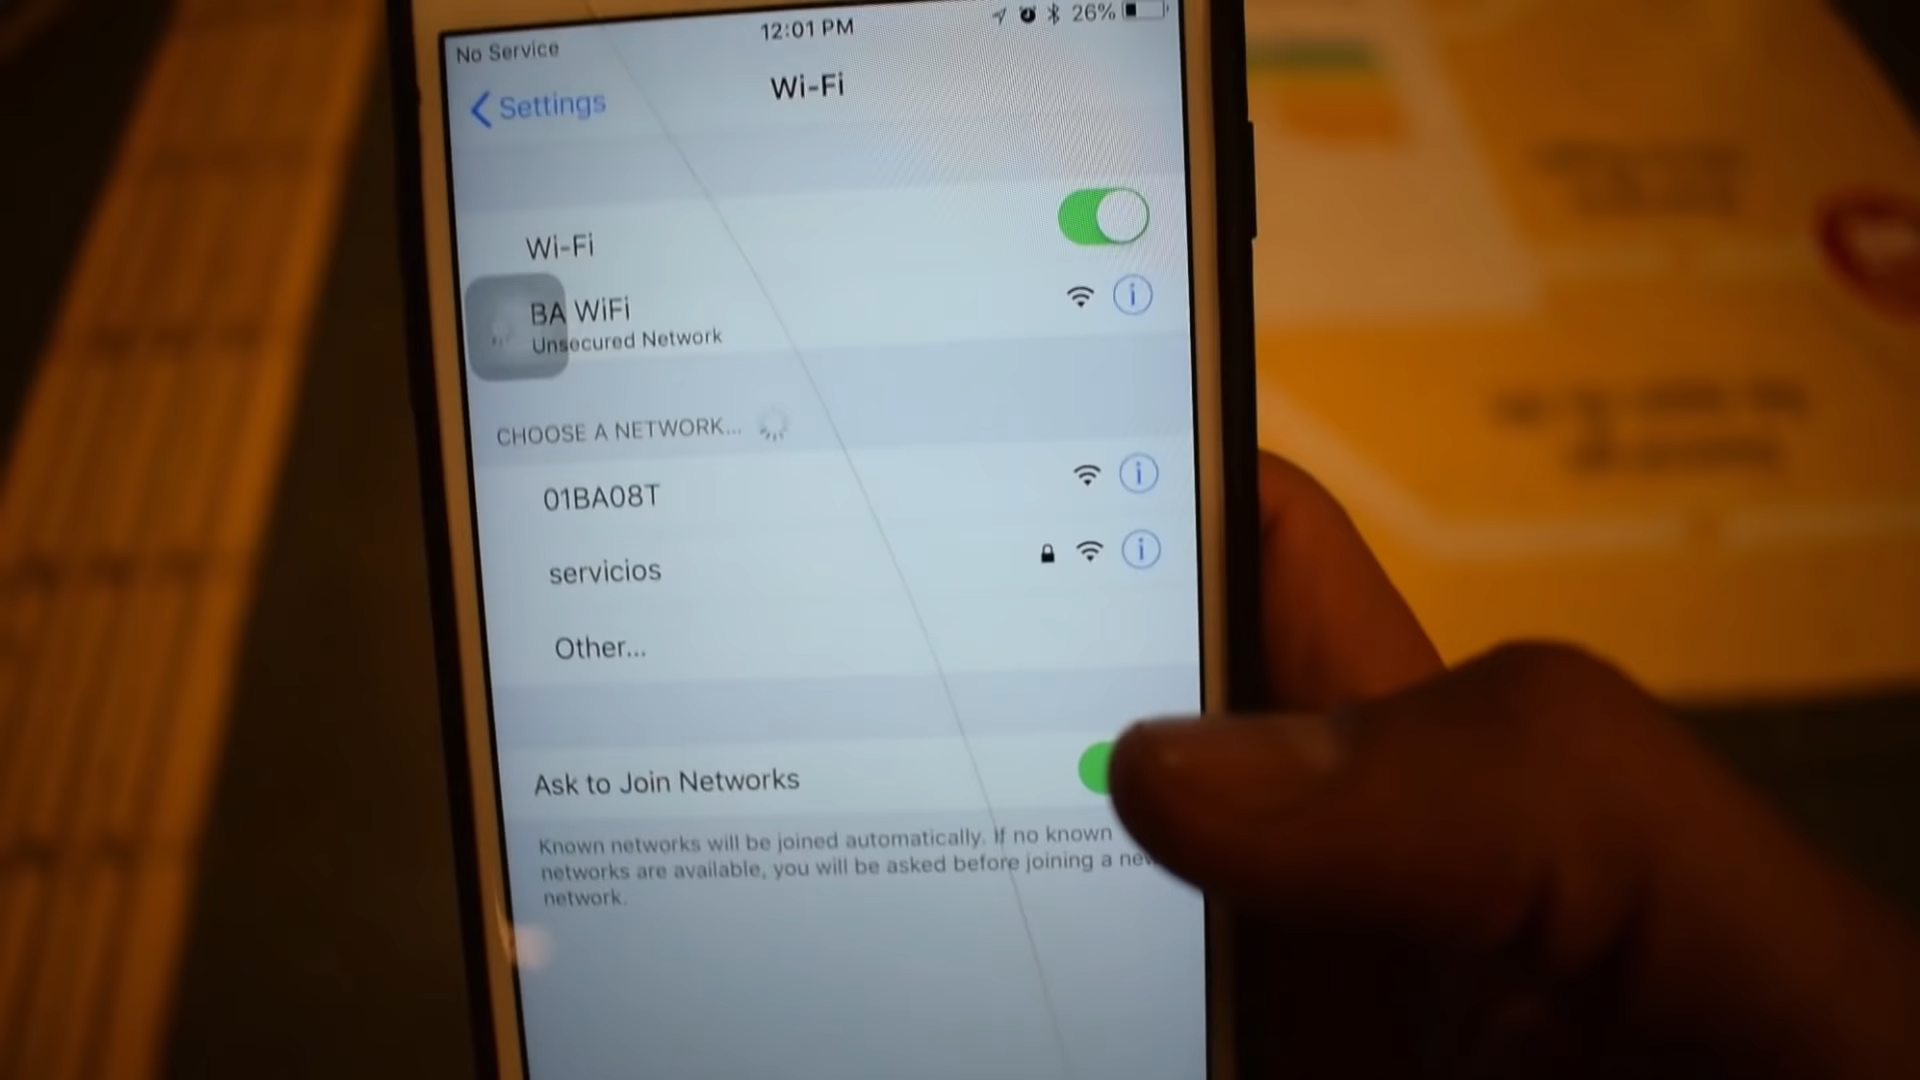 No Service
12:01 PM
26%
Settings
Wi-Fi
Wi-Fi
BA WiFi
Unsecured Network
CHOOSE A NETWORK...
01BA08T
servicios
Other...
Ask to Join Networks
Known networks will be joined automatically. If no known
networks are available, you will be asked before joining a new
network.